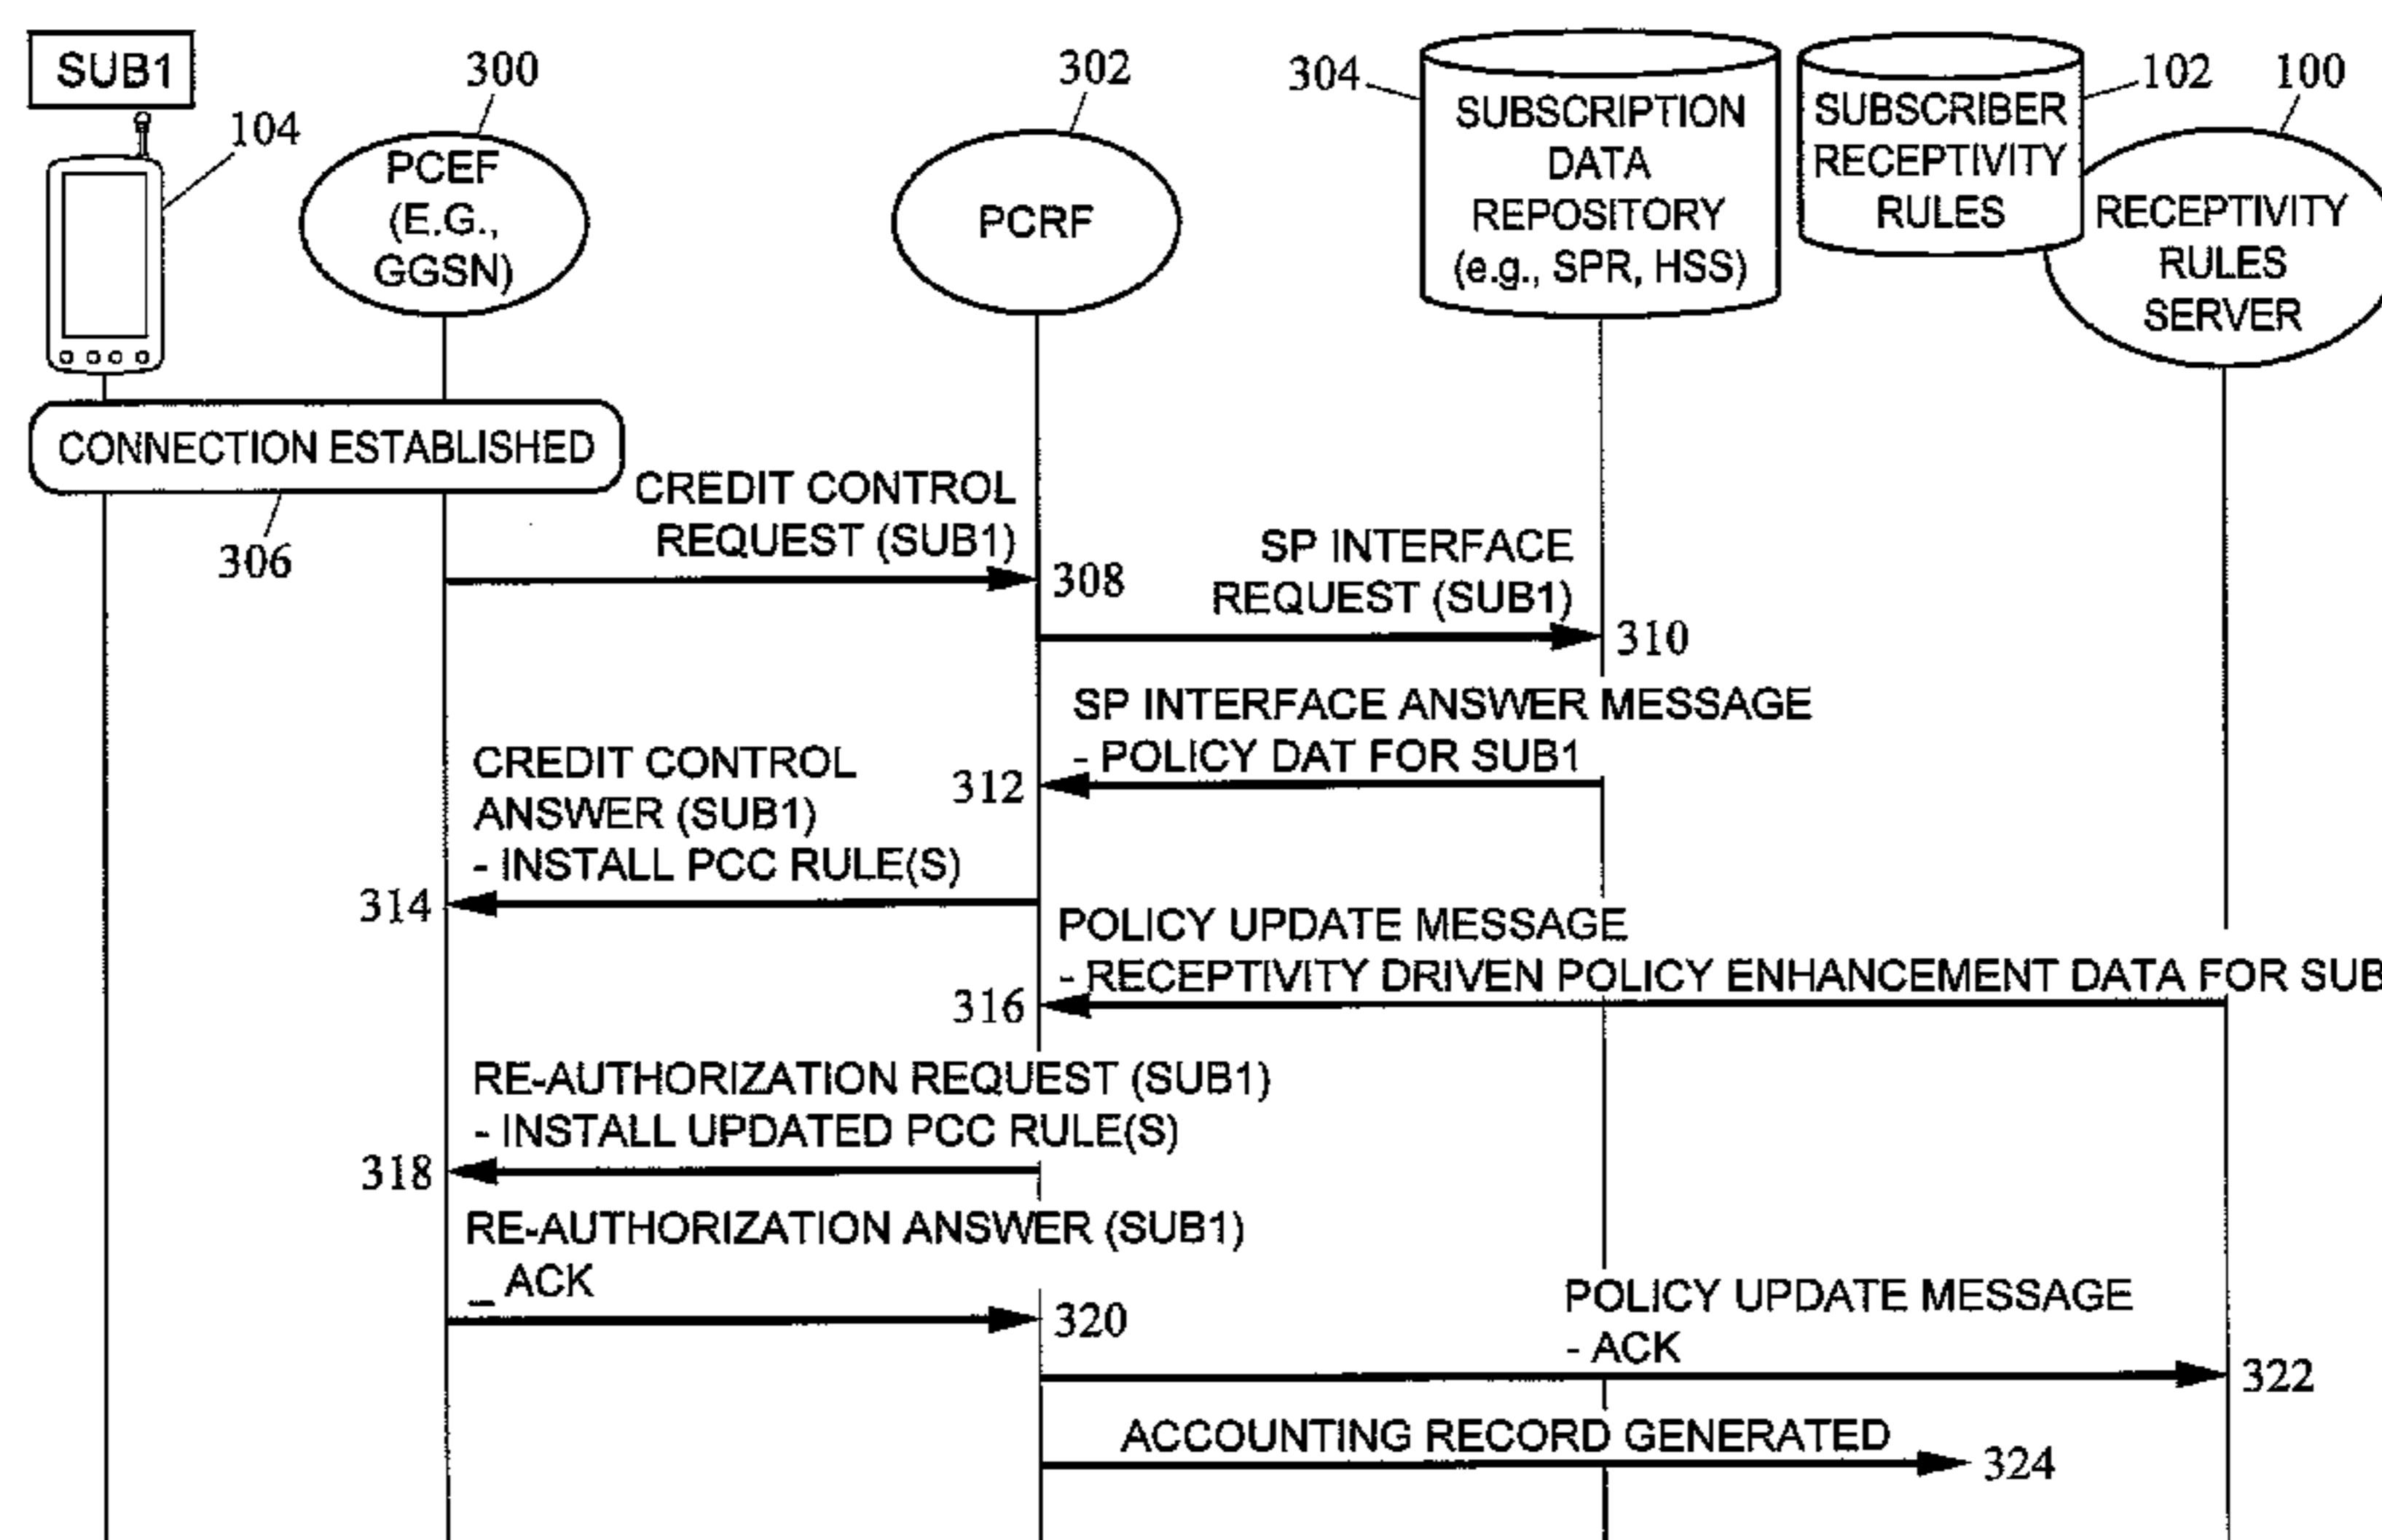 SUB1
104
300
PCEF
(E.G.,
GGSN)
302
PCRF
304
SUBSCRIPTION
DATA
REPOSITORY
(e.g., SPR, HSS)
102
SUBSCRIBER
RECEPTIVITY
RULES
100
RECEPTIVITY
RULES
SERVER
CONNECTION ESTABLISHED
306
CREDIT CONTROL
REQUEST (SUB1)
308
SP INTERFACE
REQUEST (SUB1)
310
SP INTERFACE ANSWER MESSAGE
- POLICY DAT FOR SUB1
312
CREDIT CONTROL
ANSWER (SUB1)
- INSTALL PCC RULE(S)
314
POLICY UPDATE MESSAGE
- RECEPTIVITY DRIVEN POLICY ENHANCEMENT DATA FOR SUB
316
RE-AUTHORIZATION REQUEST (SUB1)
- INSTALL UPDATED PCC RULE(S)
318
RE-AUTHORIZATION ANSWER (SUB1)
_ ACK
320
POLICY UPDATE MESSAGE
- ACK
322
ACCOUNTING RECORD GENERATED
324